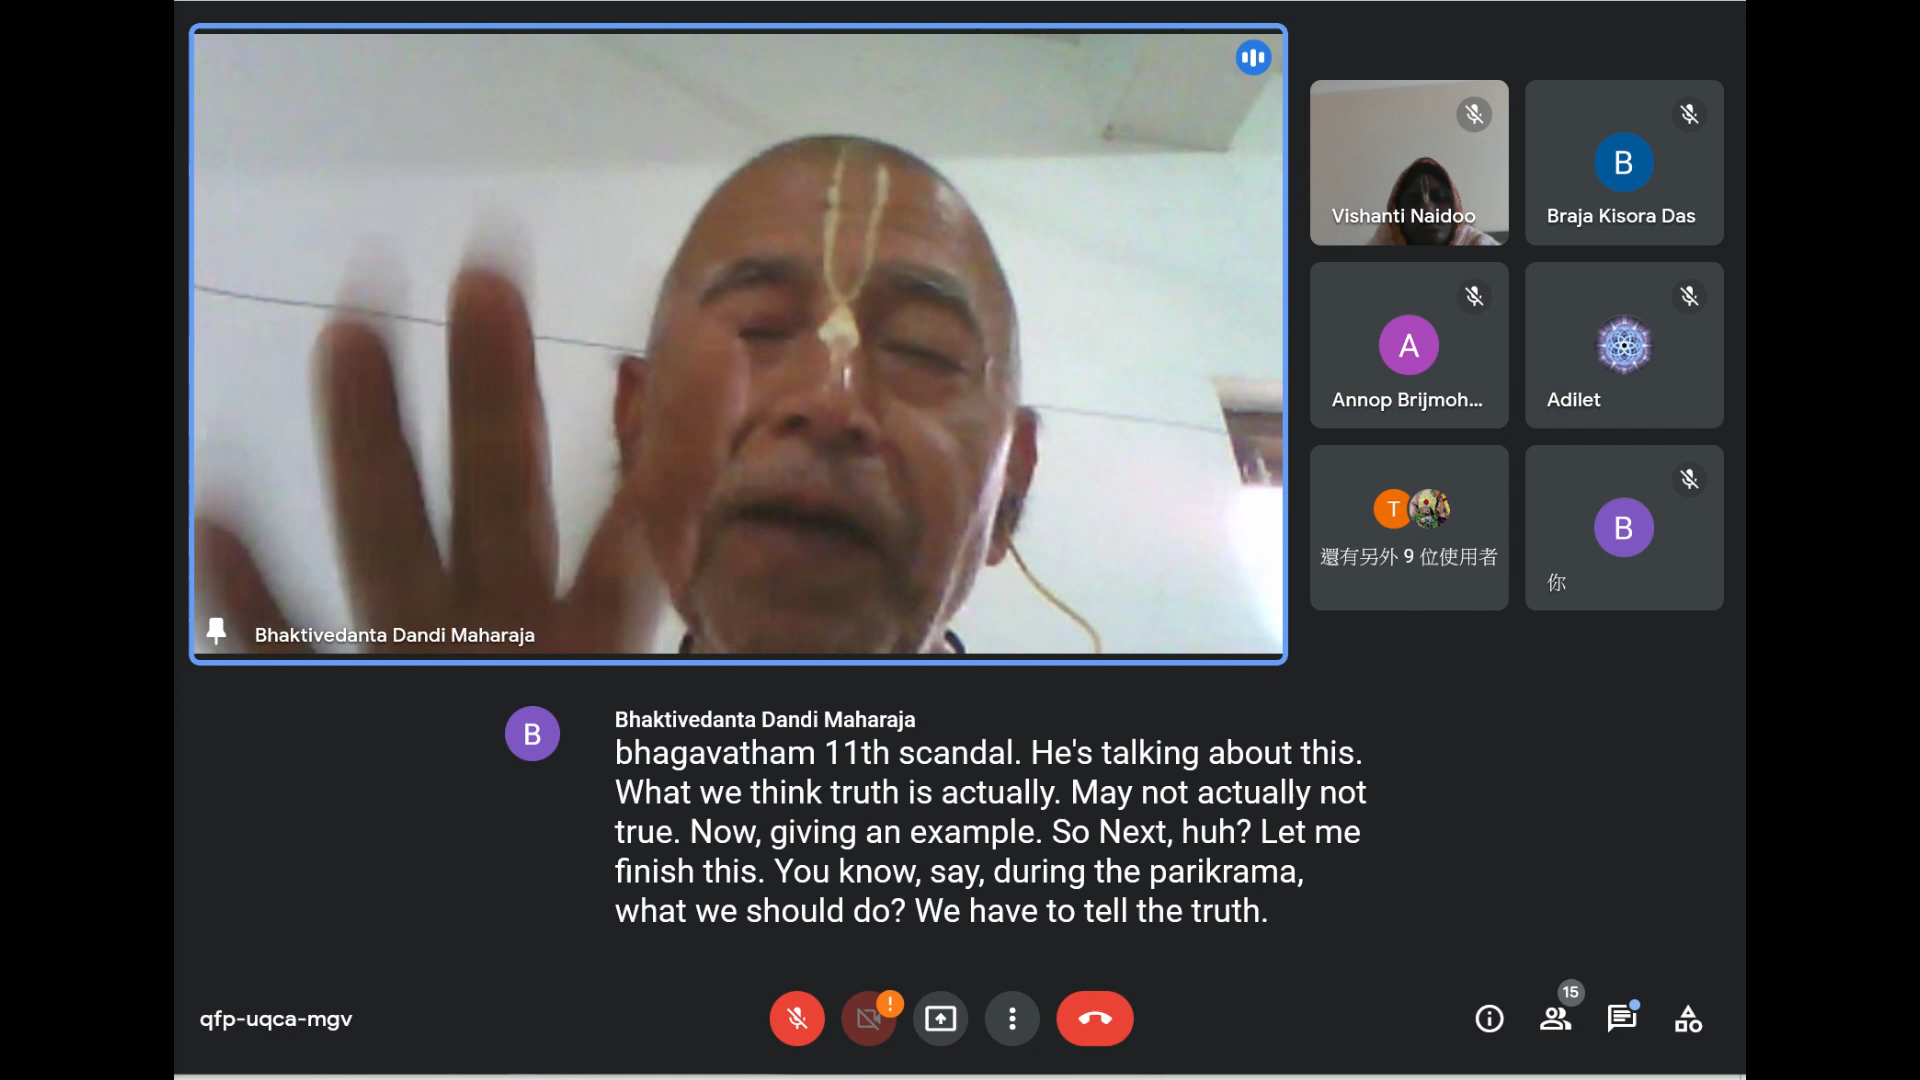 Vishanti Naidoo
B
Braja Kisora Das
A
Annop Brijmoh...
Adilet
T
還有另外 9 位使用者
B
你
Bhaktivedanta Dandi Maharaja
B
Bhaktivedanta Dandi Maharaja
bhagavatham 11th scandal. He's talking about this.
What we think truth is actually. May not actually not
true. Now, giving an example. So Next, huh? Let me
finish this. You know, say, during the parikrama,
what we should do? We have to tell the truth.
qfp-uqca-mgv
!
15